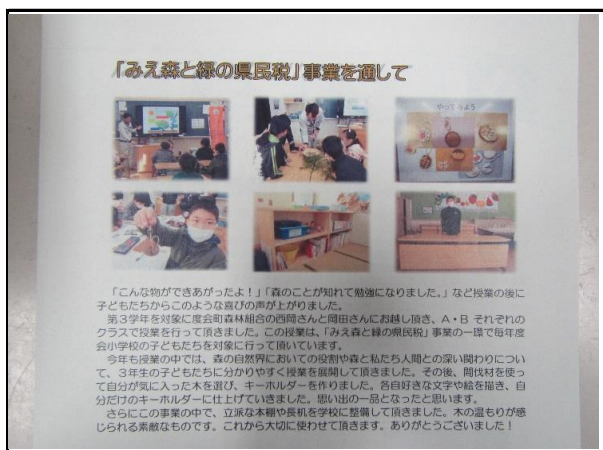 「みえ森と緑の県民税」事業を通して
やってみよう
「こんな物ができあがったよ！」「森のことが知れて勉強になりました。」など授業の後に
子どもたちからこのような喜びの声が上がりました。
第３学年を対象に度会町森林組合の西岡さんと岡田さんにお越し頂き、A・B それぞれの
クラスで授業を行って頂きました。この授業は、「みえ森と緑の県民税」事業の一環で毎年度
会小学校の子どもたちを対象に行って頂いています。
今年も授業の中では、森の自然界においての役割や森と私たち人間との深い関わりについ
て、３年生の子どもたちに分かりやすく授業を展開して頂きました。その後、間伐材を使っ
て自分が気に入った木を選び、キーホルダーを作りました。各自好きな文字や絵を描き、自
分だけのキーホルダーに仕上げていきました。思い出の一品となったと思います。
さらにこの事業の中で、立派な本棚や長机を学校に整備して頂きました。木の温もりが感
じられる素敵なものです。これから大切に使わせて頂きます。ありがとうございました！